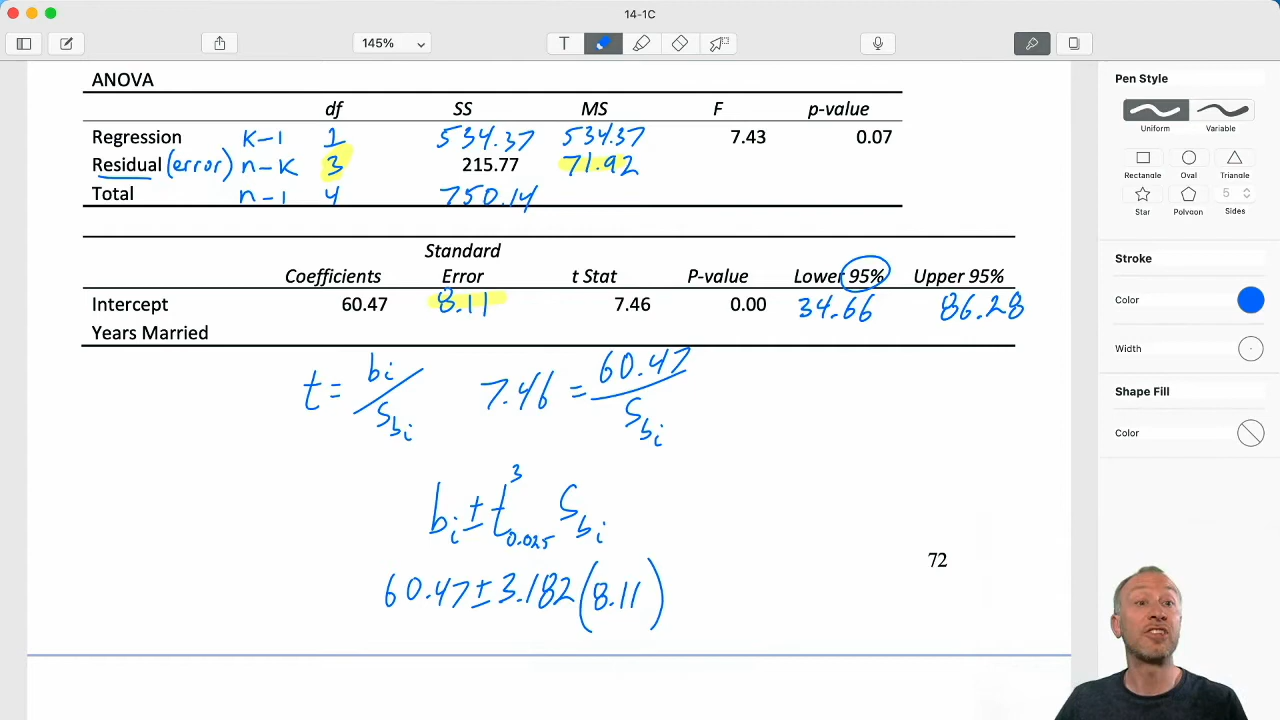 14-1C
145%
T
ANOVA
df SS MS F p-value
Regression K-1 1 534.37 534.37 7.43 0.07
Residual (error) n-K 3 215.77 71.92
Total n-1 4 750.14
Standard
Coefficients Error t Stat P-value Lower 95% Upper 95%
Intercept 60.47 8.11 7.46 0.00 34.66 86.28
Years Married
t = bi/Sbi 7.46 = 60.47/Sbi
bi ± t 3 0.025 Sbi
60.47 ± 3.182 (8.11)
72
Pen Style
Uniform Variable
Rectangle Oval Triangle
5
Star Polygon Sides
Stroke
Color
Width
Shape Fill
Color